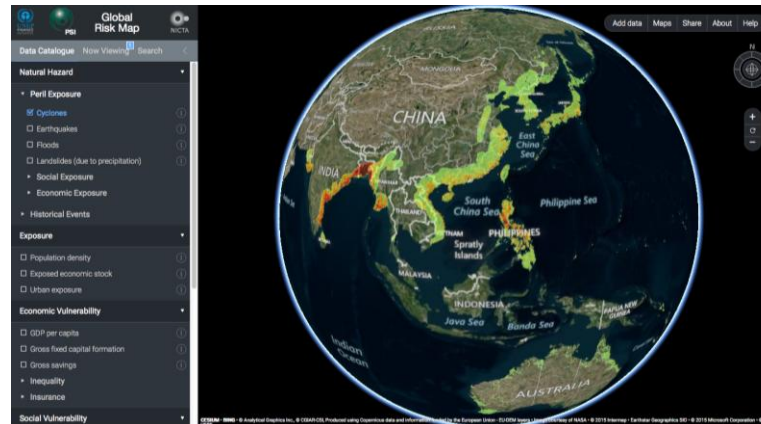 PSI
Global
Risk Map
NICTA
Data Catalogue Now Viewing 1 Search
Natural Hazard
Peril Exposure
Cyclones
Earthquakes
Floods
Landslides (due to precipitation)
Social Exposure
Economic Exposure
Historical Events
Exposure
Population density
Exposed economic stock
Urban exposure
Economic Vulnerability
GDP per capita
Gross fixed capital formation
Gross savings
Inequality
Insurance
Social Vulnerability
Add data Maps Share About Help
N
MONGOLIA
CHINA
East
China
Sea
INDIA
South
China Sea
Philippine Sea
THAILAND
PHILIPPINES
Spratly
Islands
MALAYSIA
INDONESIA
Java Sea
Banda Sea
PAPUA NEW
GUINEA
Indian
Ocean
AUSTRALIA